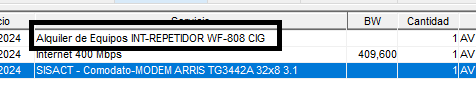 cio Servicio BW Cantidad
2024 Alquiler de Equipos INT-REPETIDOR WF-808 CIG 1 AV
2024 Internet 400 Mbps 409,600 1 AV
2024 SISACT - Comodato-MODEM ARRIS TG3442A 32x8 3.1 1 AV